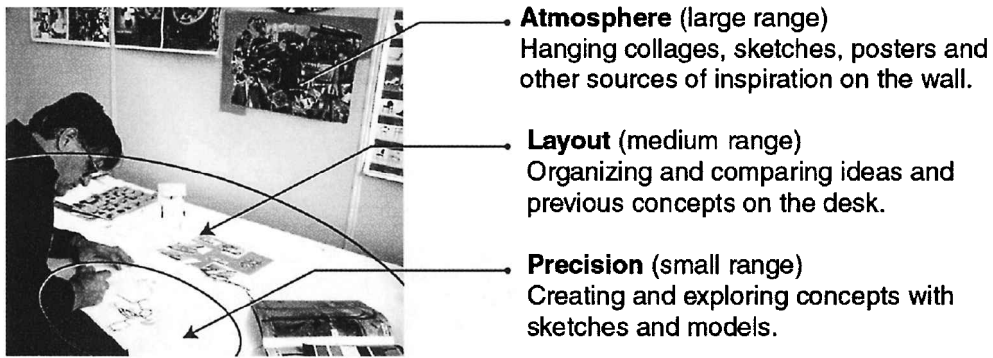 Atmosphere (large range)
Hanging collages, sketches, posters and
other sources of inspiration on the wall.
Layout (medium range)
Organizing and comparing ideas and
previous concepts on the desk.
Precision (small range)
Creating and exploring concepts with
sketches and models.